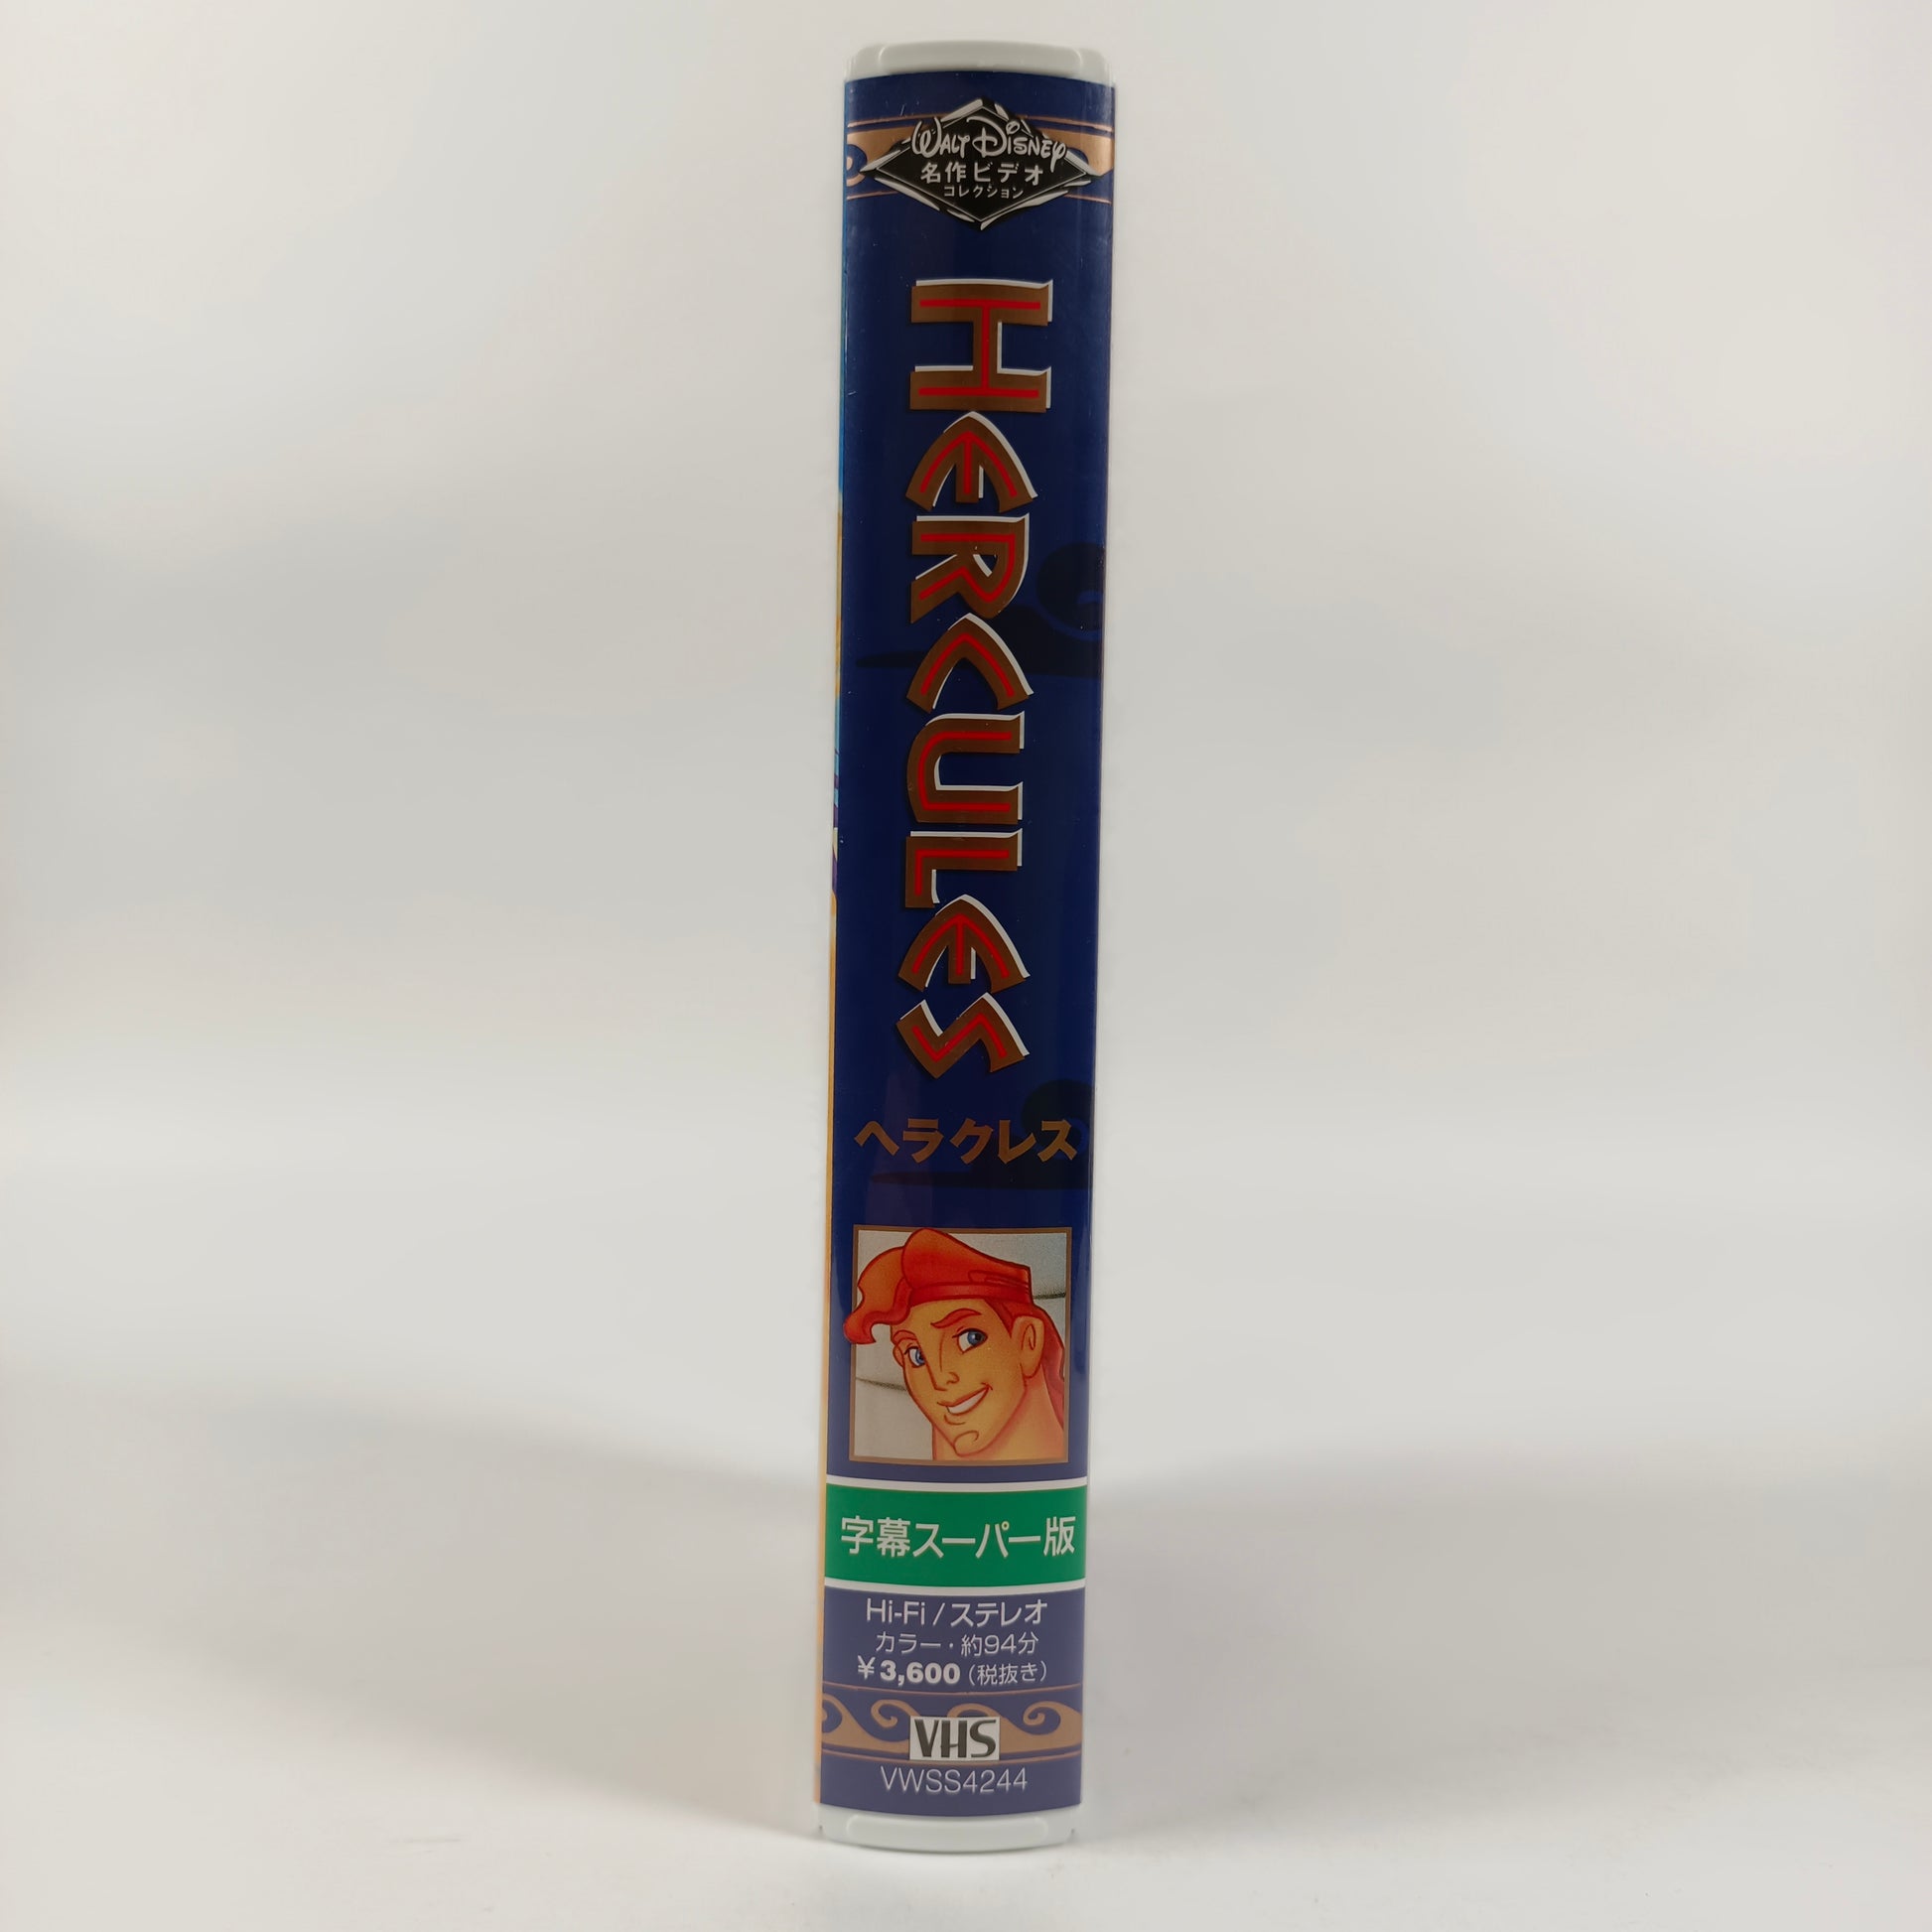 WALT DISNEY
名作ビデオ
コレクション
HERCULES
ヘラクレス
字幕スーパー版
Hi-Fi / ステレオ
カラー・約94分
¥3,600(税抜き)
VHS
VWSS4244